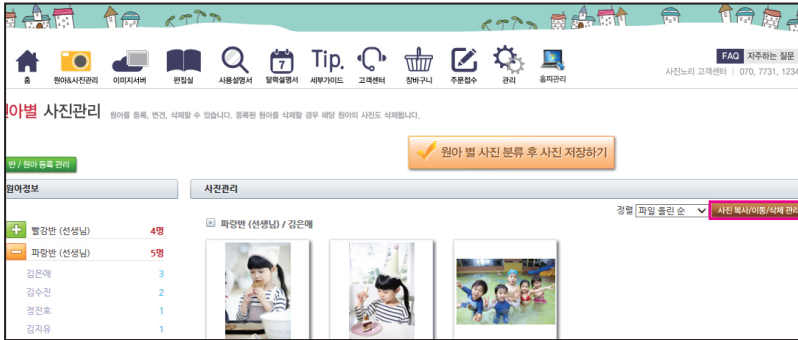 홈 원아&사진관리 이미지서버 편집실 사용설명서 7 달력설명서 Tip. 세부가이드 고객센터 장바구니 주문접수 관리 홈피관리
FAQ 자주하는 질문
사진노리 고객센터 | 070. 7731. 1234
원아별 사진관리 원아를 등록, 변경, 삭제할 수 있습니다. 등록된 원아를 삭제할 경우 해당 원아의 사진도 삭제됩니다.
원아 별 사진 분류 후 사진 저장하기
반 / 원아 등록 관리
원아정보 사진관리
정렬 파일 올린 순 사진 복사/이동/삭제 관리
파랑반 (선생님) / 김은애
빨강반 (선생님) 4명
파랑반 (선생님) 5명
김은애 3
김수진 2
정진호 1
김지유 1